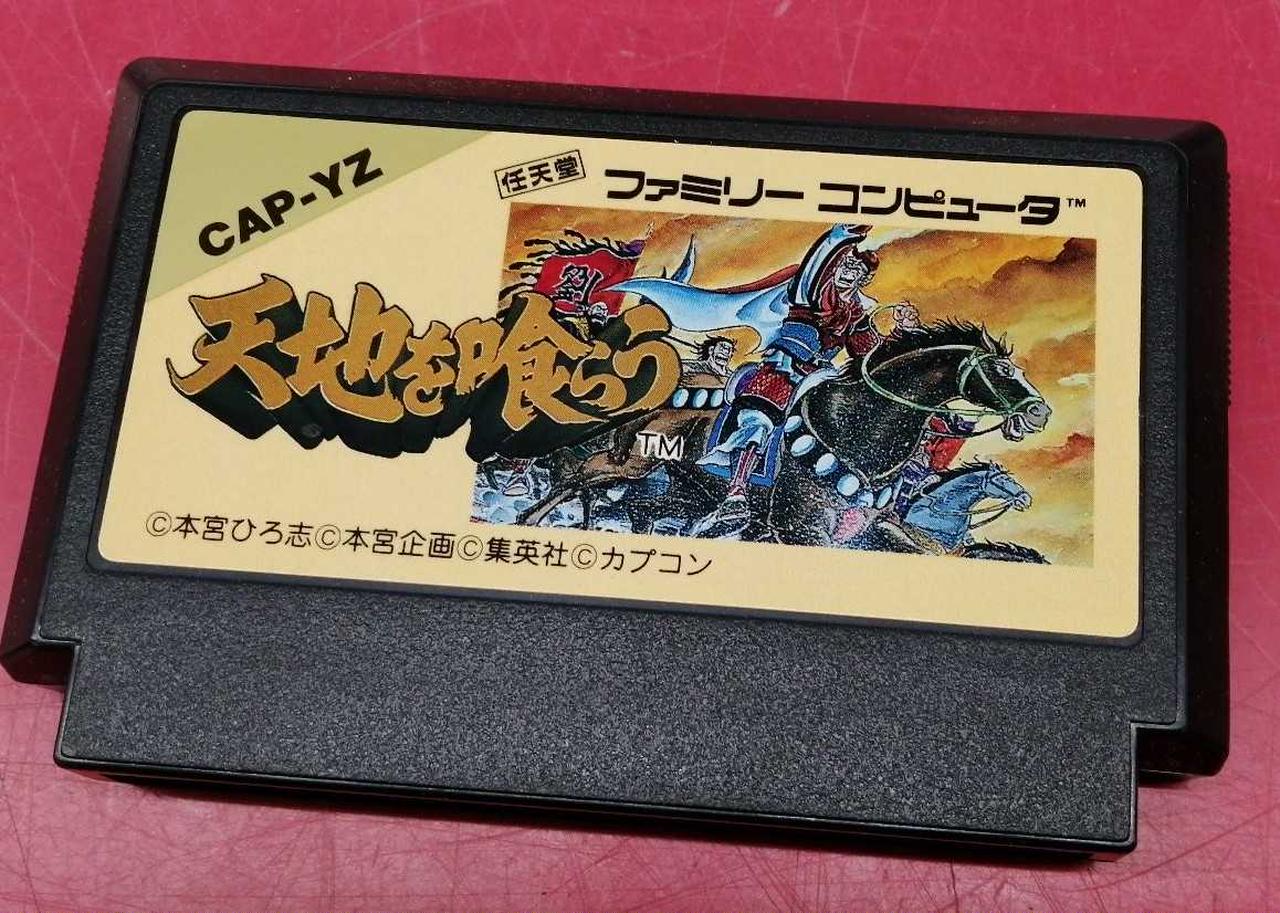 CAP-YZ
任天堂 ファミリー コンピュータ™
劉
天地を喰らう
TM
©本宮ひろ志©本宮企画©集英社©カプコン